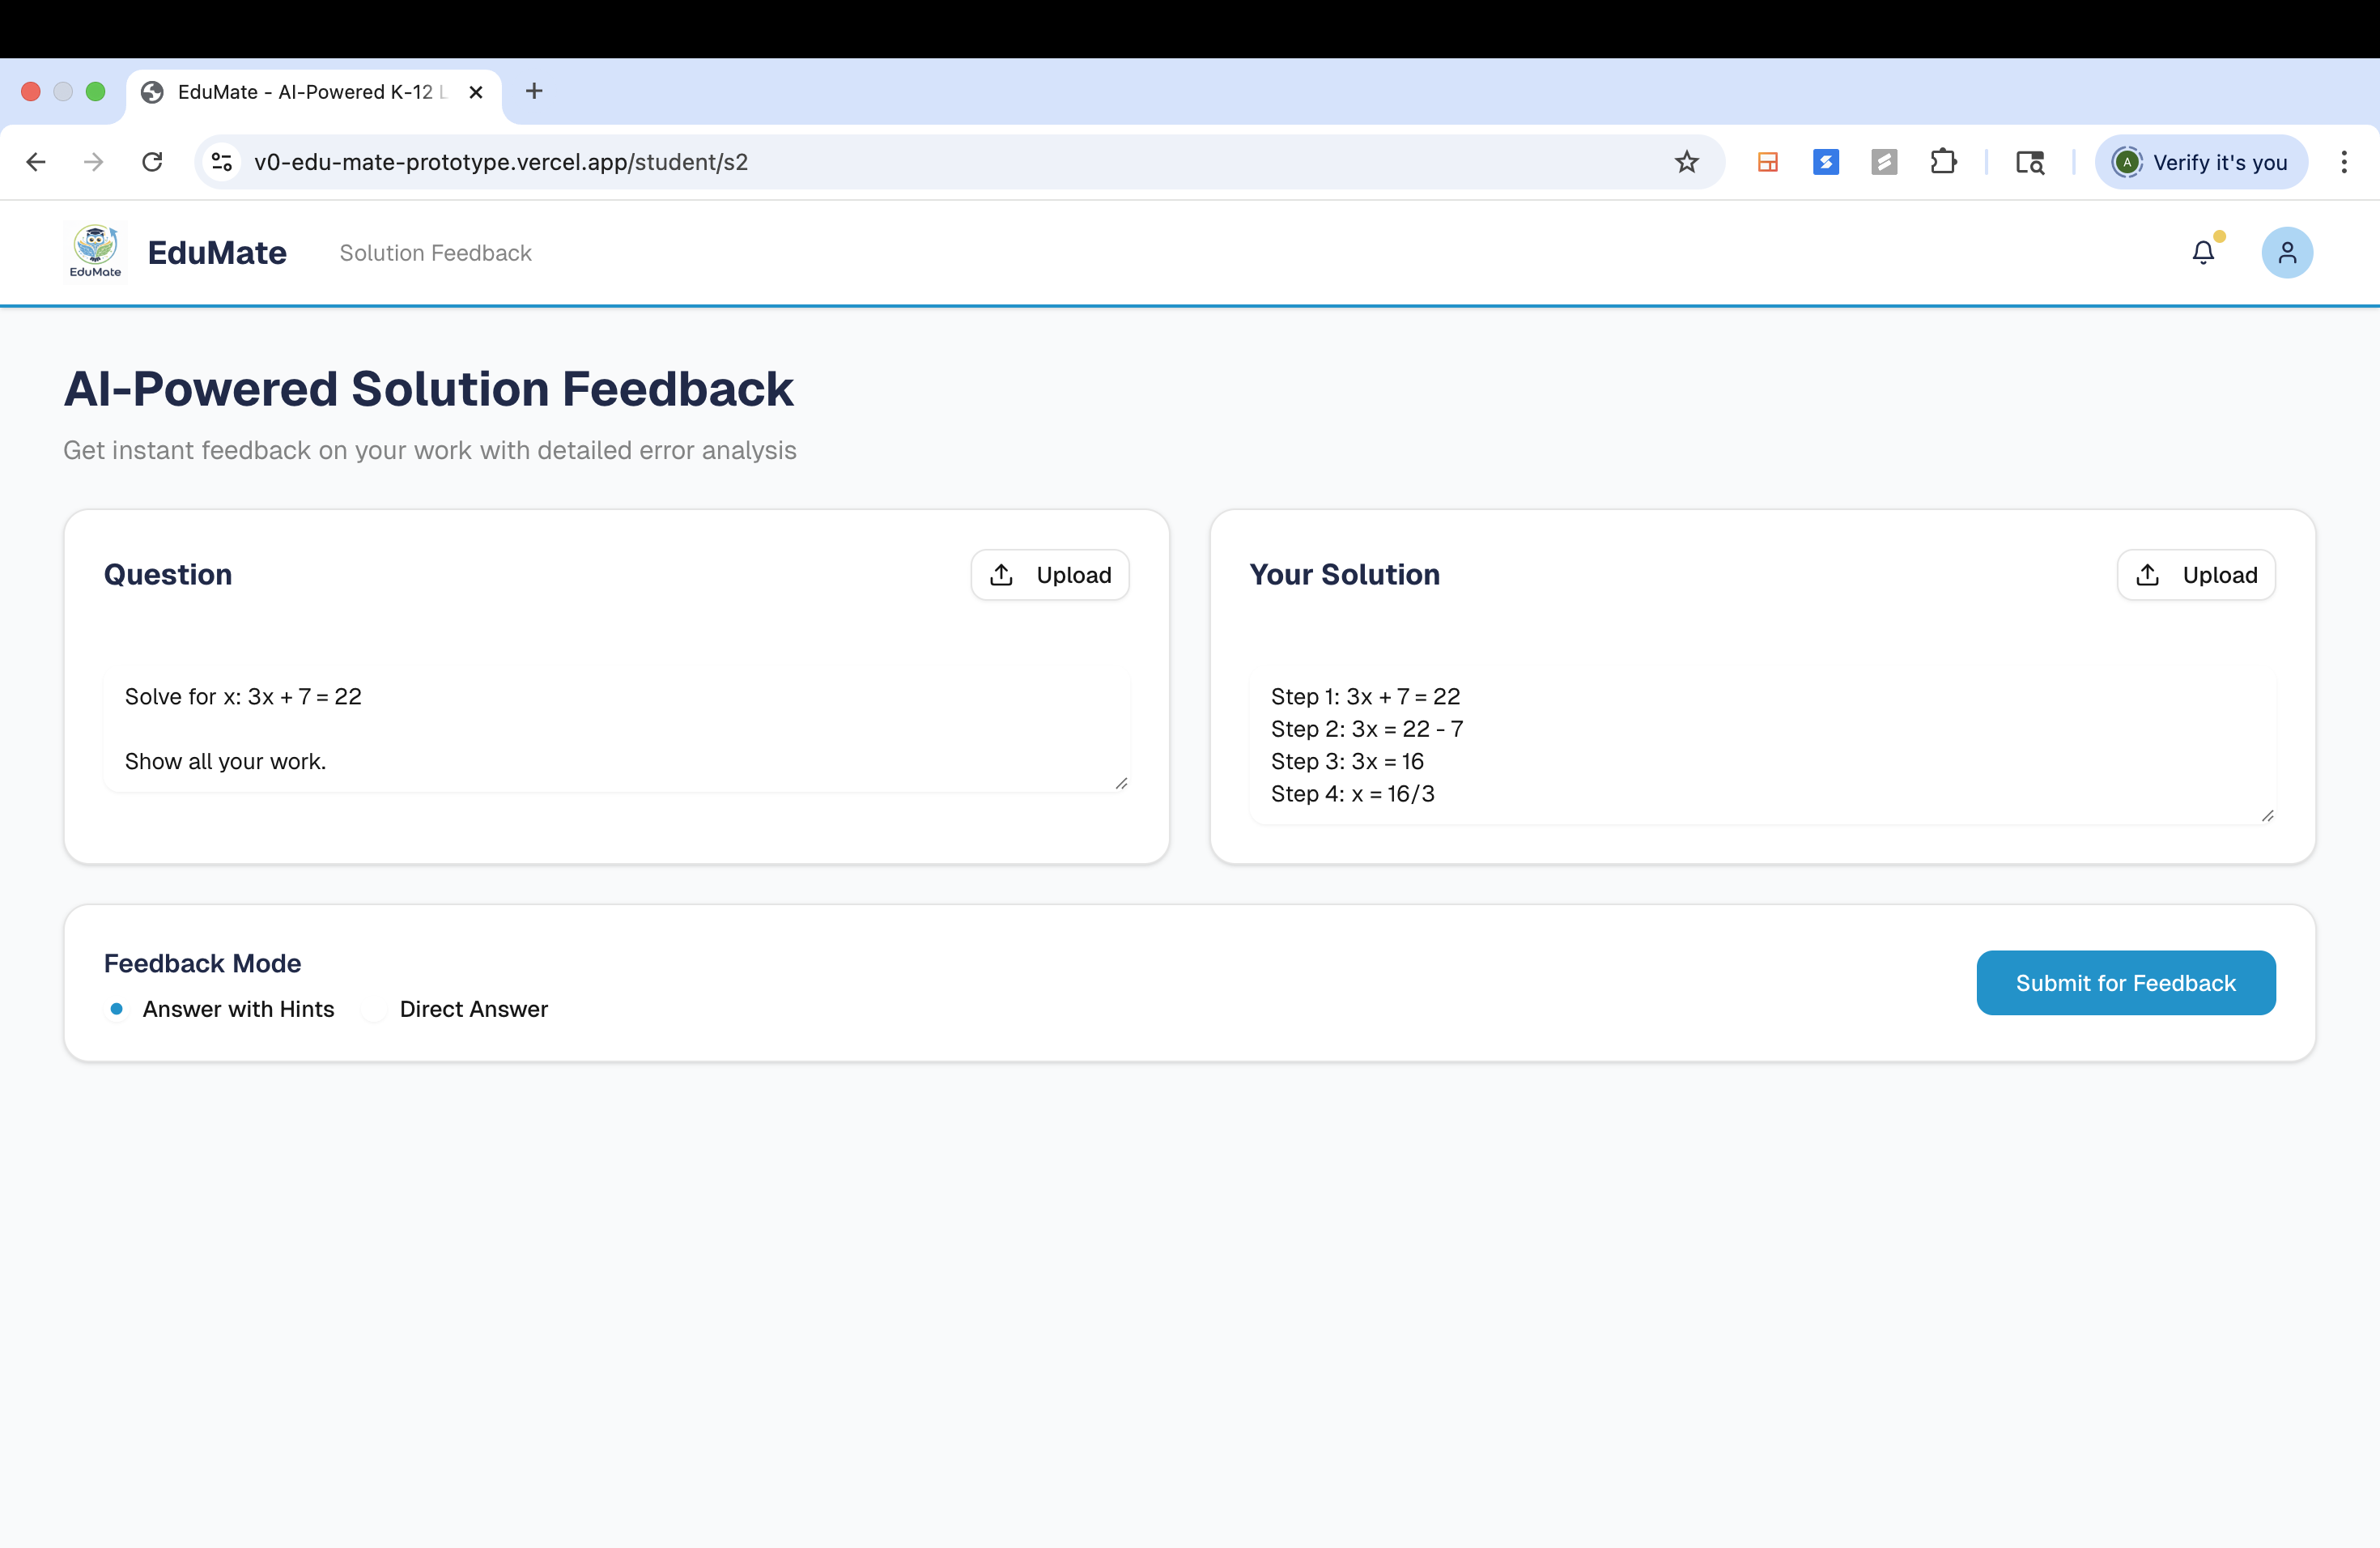 EduMate - AI-Powered K-12 L
v0-edu-mate-prototype.vercel.app/student/s2
A
Verify it's you
EduMate
EduMate
Solution Feedback
AI-Powered Solution Feedback
Get instant feedback on your work with detailed error analysis
Question
Upload
Solve for x: 3x + 7 = 22
Show all your work.
Your Solution
Upload
Step 1: 3x + 7 = 22
Step 2: 3x = 22 - 7
Step 3: 3x = 16
Step 4: x = 16/3
Feedback Mode
Answer with Hints
Direct Answer
Submit for Feedback